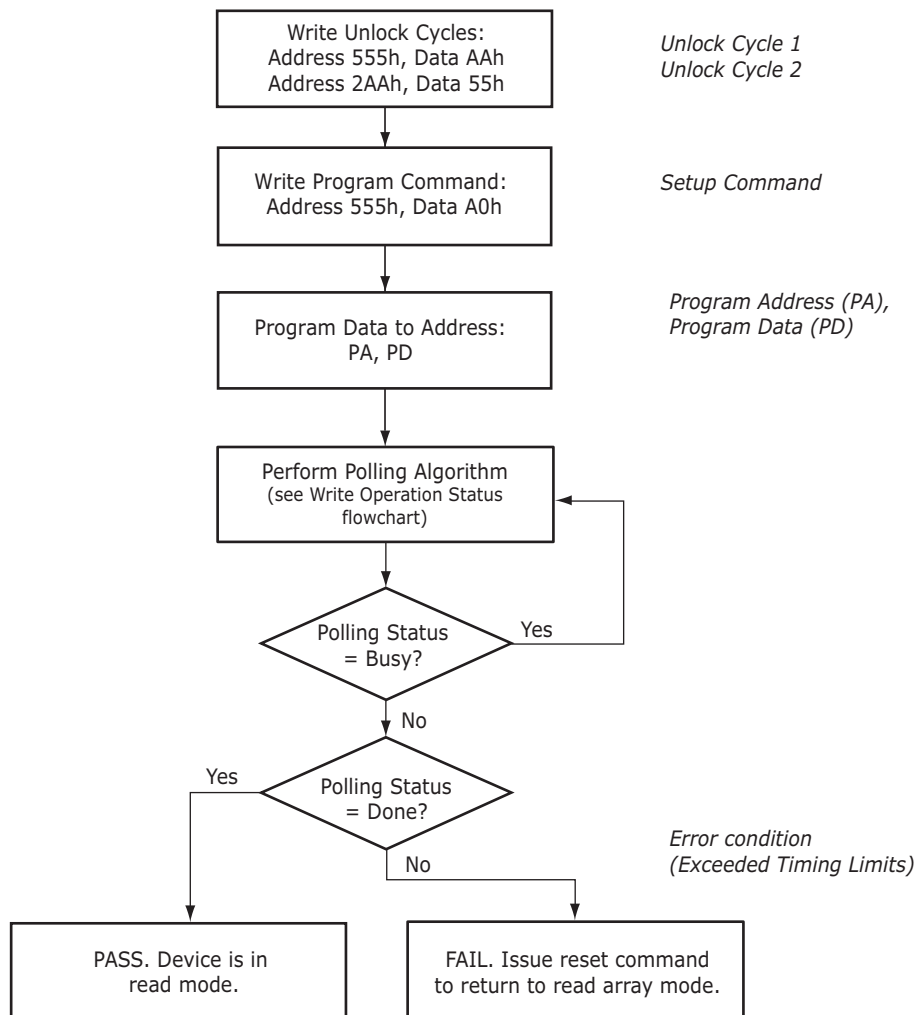 Write Unlock Cycles:
Address 555h, Data AAh
Address 2AAh, Data 55h
Unlock Cycle 1
Unlock Cycle 2
Write Program Command:
Address 555h, Data A0h
Setup Command
Program Data to Address:
PA, PD
Program Address (PA),
Program Data (PD)
Perform Polling Algorithm
(see Write Operation Status
flowchart)
Polling Status
= Busy?
Yes
No
Polling Status
= Done?
Yes
No
Error condition
(Exceeded Timing Limits)
PASS. Device is in
read mode.
FAIL. Issue reset command
to return to read array mode.